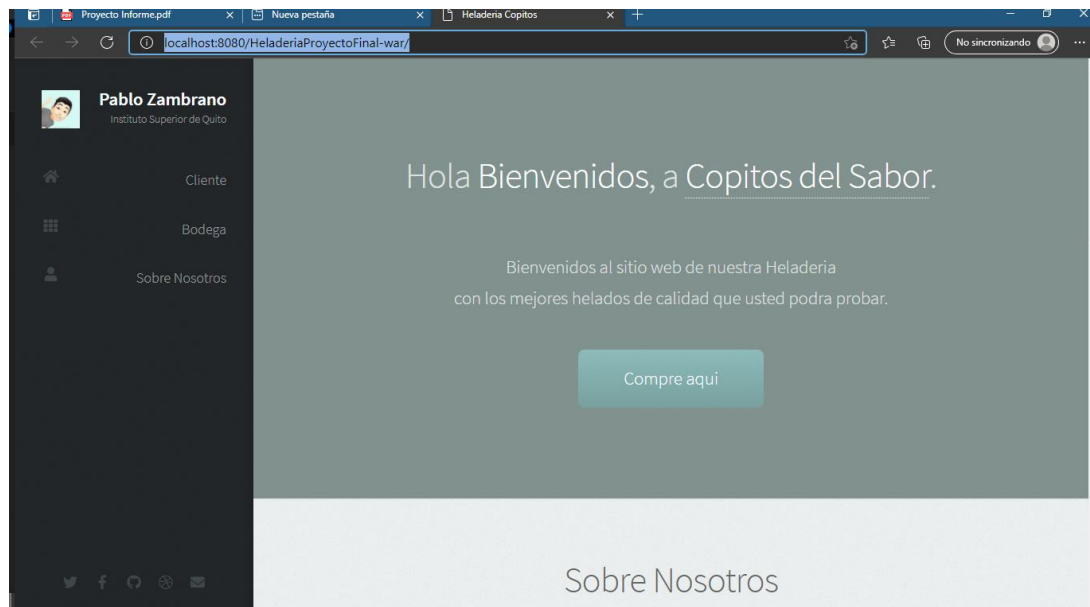 Proyecto Informe.pdf
Nueva pestaña
Heladeria Copitos
localhost:8080/HeladeriaProyectoFinal-war/
No sincronizando
Pablo Zambrano
Instituto Superior de Quito
Cliente
Bodega
Sobre Nosotros
Hola Bienvenidos, a Copitos del Sabor.
Bienvenidos al sitio web de nuestra Heladeria
con los mejores helados de calidad que usted podra probar.
Compre aqui
Sobre Nosotros